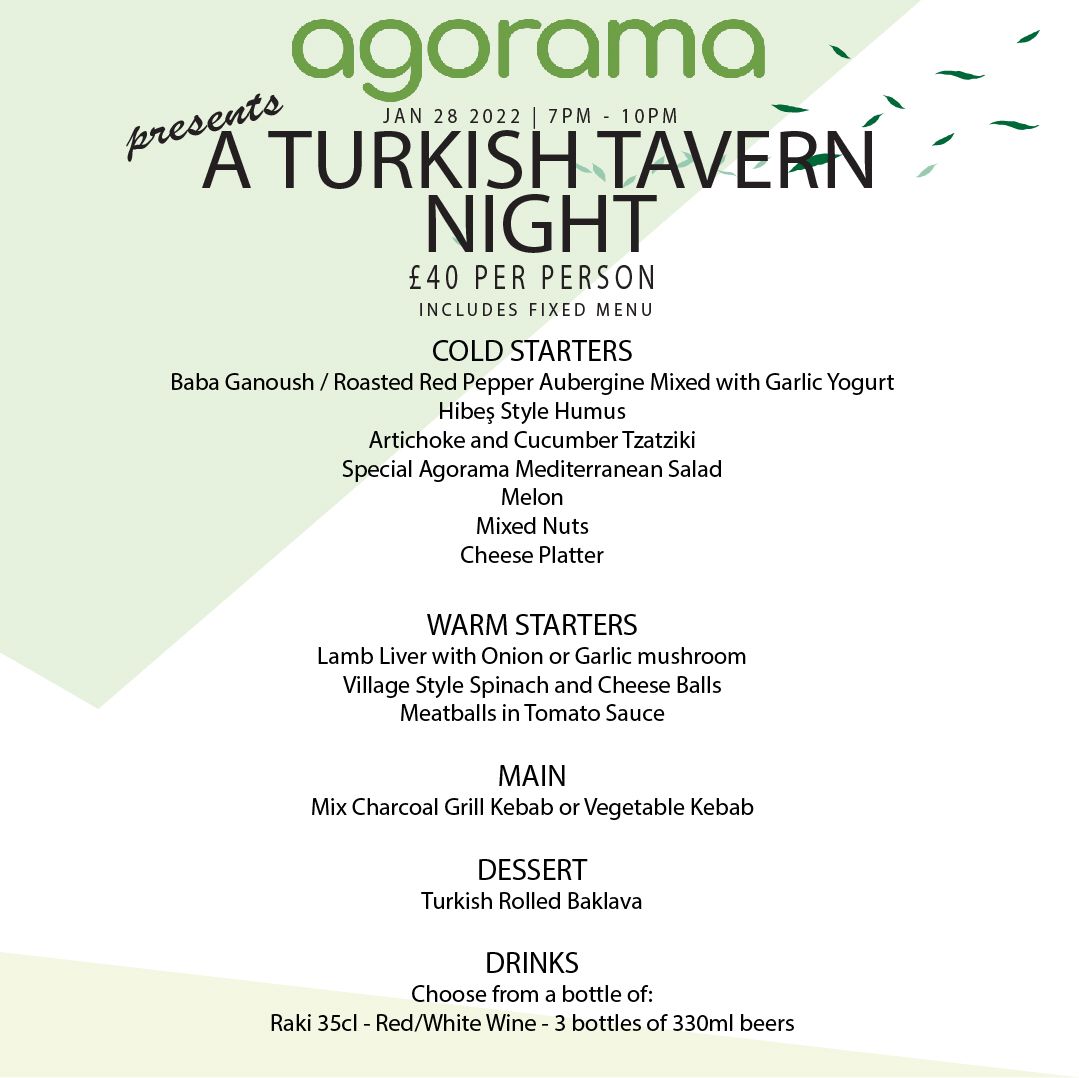 agorama
JAN 28 2022 | 7PM - 10PM
presents
A TURKISH TAVERN
NIGHT
£40 PER PERSON
INCLUDES FIXED MENU
COLD STARTERS
Baba Ganoush / Roasted Red Pepper Aubergine Mixed with Garlic Yogurt
Hibeş Style Humus
Artichoke and Cucumber Tzatziki
Special Agorama Mediterranean Salad
Melon
Mixed Nuts
Cheese Platter
WARM STARTERS
Lamb Liver with Onion or Garlic mushroom
Village Style Spinach and Cheese Balls
Meatballs in Tomato Sauce
MAIN
Mix Charcoal Grill Kebab or Vegetable Kebab
DESSERT
Turkish Rolled Baklava
DRINKS
Choose from a bottle of:
Raki 35cl - Red/White Wine - 3 bottles of 330ml beers